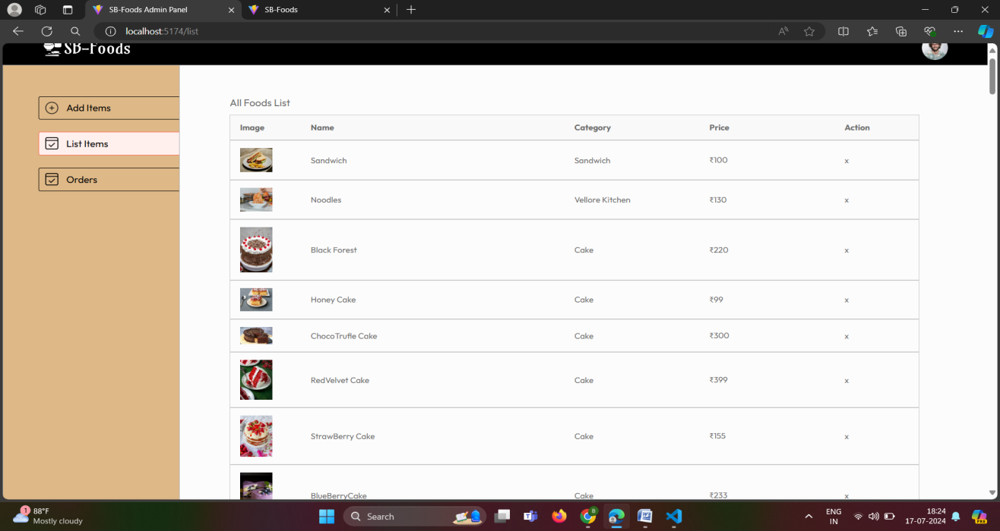 SB-Foods Admin Panel
SB-Foods
localhost:5174/list
SB-Foods
Add Items
List Items
Orders
All Foods List
Image Name Category Price Action
Sandwich Sandwich ₹100 x
Noodles Vellore Kitchen ₹130 x
Black Forest Cake ₹220 x
Honey Cake Cake ₹99 x
ChocoTrufle Cake Cake ₹300 x
RedVelvet Cake Cake ₹399 x
StrawBerry Cake Cake ₹155 x
BlueBerryCake Cake ₹233 x
1
88°F
Mostly cloudy
Search
ENG
IN
18:24
17-07-2024
PRE